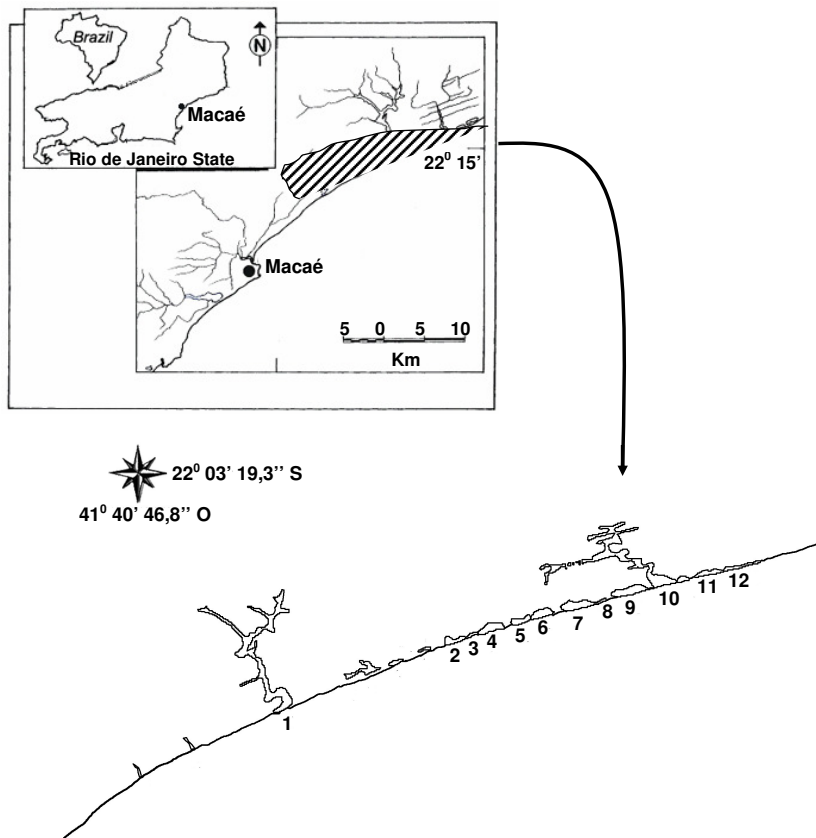 Brazil
N
Macaé
Rio de Janeiro State
22⁰ 15'
Macaé
5 0 5 10
Km
22⁰ 03' 19,3'' S
41⁰ 40' 46,8'' O
1
2
3
4
5
6
7
8
9
10
11
12